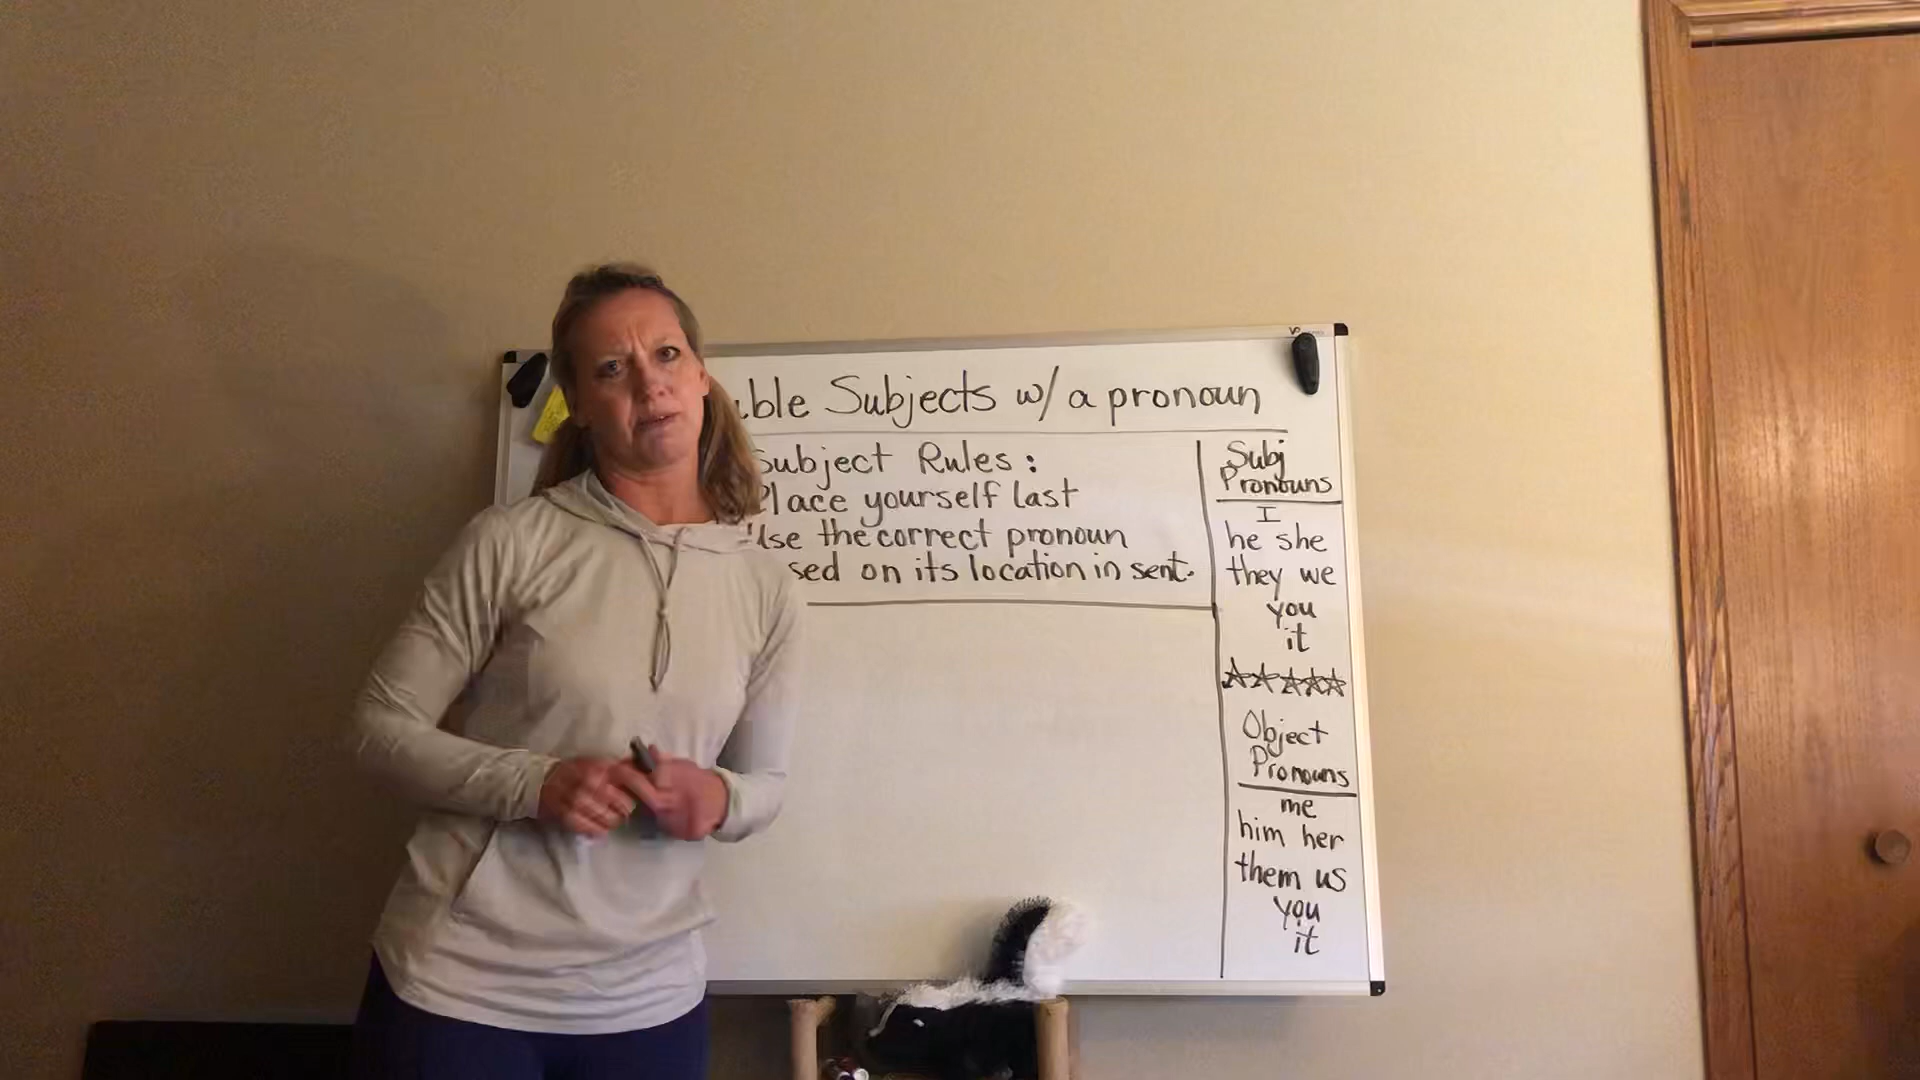 ble Subjects w/ a pronoun
Subject Rules:
Place yourself last
Use the correct pronoun
sed on its location in sent.
Subj
Pronouns
I
he she
they we
you
it
Object
Pronouns
me
him her
them us
you
it